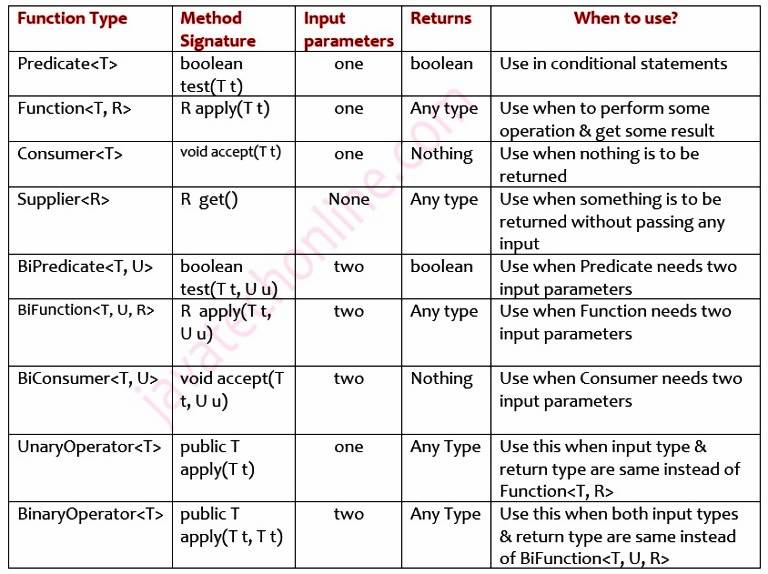 Function Type Method Signature Input parameters Returns When to use?
Predicate<T> boolean test(T t) one boolean Use in conditional statements
Function<T, R> R apply(T t) one Any type Use when to perform some operation & get some result
Consumer<T> void accept(T t) one Nothing Use when nothing is to be returned
Supplier<R> R get() None Any type Use when something is to be returned without passing any input
BiPredicate<T, U> boolean test(T t, U u) two boolean Use when Predicate needs two input parameters
BiFunction<T, U, R> R apply(T t, U u) two Any type Use when Function needs two input parameters
BiConsumer<T, U> void accept(T t, U u) two Nothing Use when Consumer needs two input parameters
UnaryOperator<T> public T apply(T t) one Any Type Use this when input type & return type are same instead of Function<T, R>
BinaryOperator<T> public T apply(T t, T t) two Any Type Use this when both input types & return type are same instead of BiFunction<T, U, R>
javatechonline.com